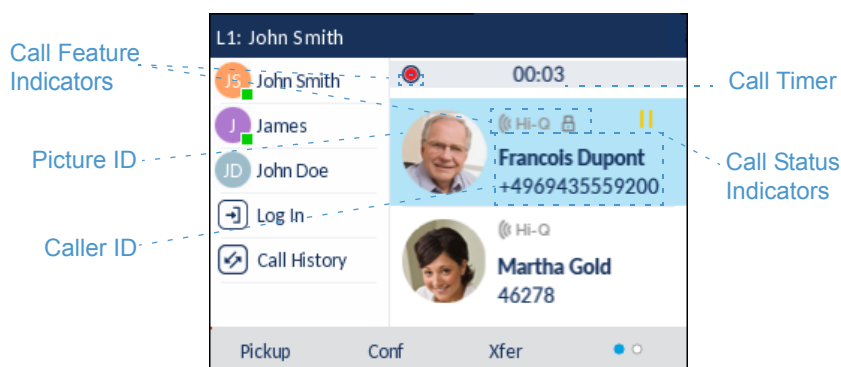 L1: John Smith
Call Feature
Indicators
JS John Smith
00:03
Call Timer
Hi-Q
J James
Picture ID
Francois Dupont
Call Status
Indicators
JD John Doe
+4969435559200
Log In
Hi-Q
Caller ID
Call History
Martha Gold
46278
Pickup Conf Xfer